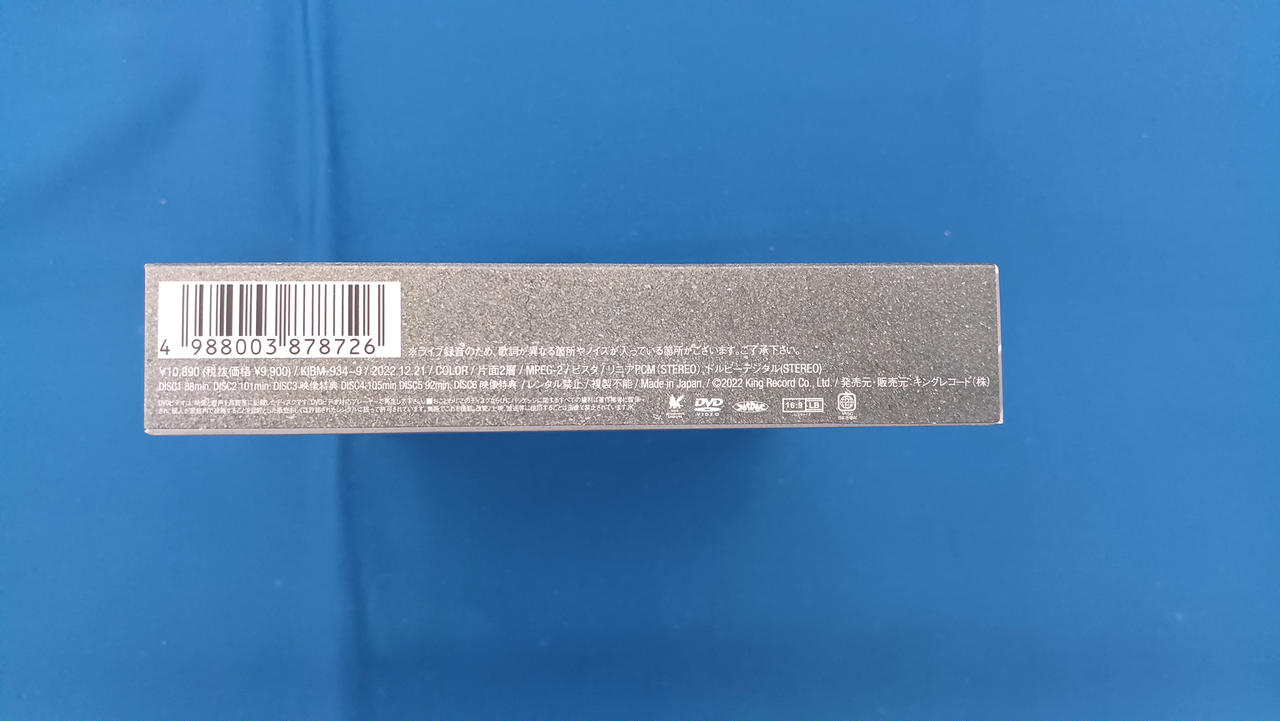 4 988003 878726
※ライブ録音のため、歌詞が異なる箇所やノイズが入っている箇所がございます。ご了承下さい。
¥10,890 (税抜価格 ¥9,900) / KIBM-934~9 / 2022.12.21 / COLOR / 片面2層 / MPEG-2 / ビスタ / リニアPCM (STEREO), ドルビーデジタル(STEREO)
DISC1 88min. DISC2 101min. DISC3 映像特典 DISC4 105min DISC5 92min. DISC6 映像特典 / レンタル禁止 / 複製不能 / Made in Japan. / ©2022 King Record Co., Ltd. / 発売元・販売元 キングレコード(株)
DVD
VIDEO
16:9 LB